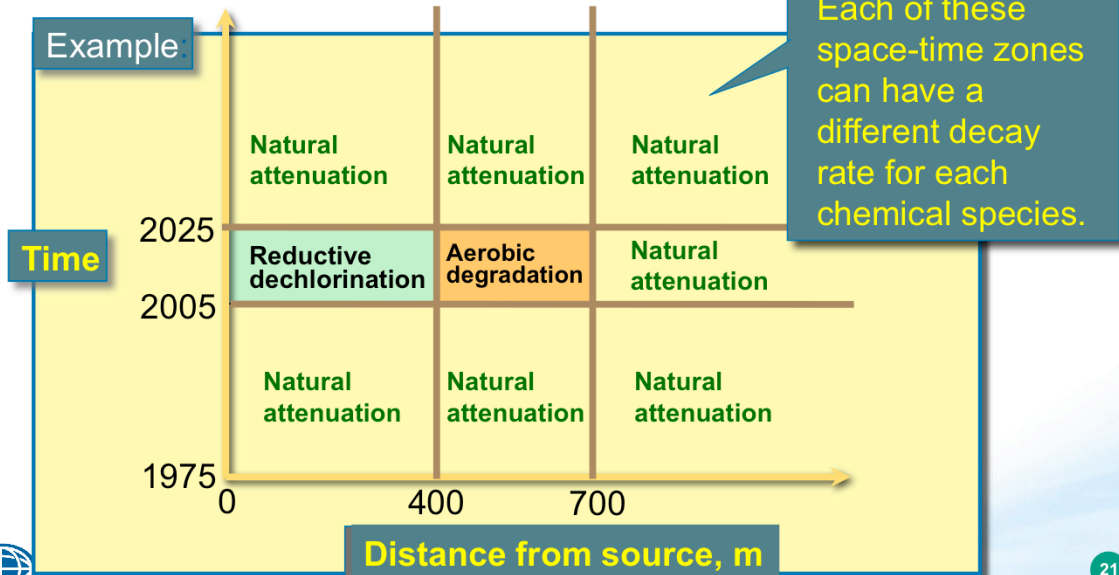 Example:
Each of these
space-time zones
can have a
different decay
rate for each
chemical species.
Natural
attenuation
Natural
attenuation
Natural
attenuation
2025
Time
Reductive
dechlorination
Aerobic
degradation
Natural
attenuation
2005
Natural
attenuation
Natural
attenuation
Natural
attenuation
1975
0
400
700
Distance from source, m
21